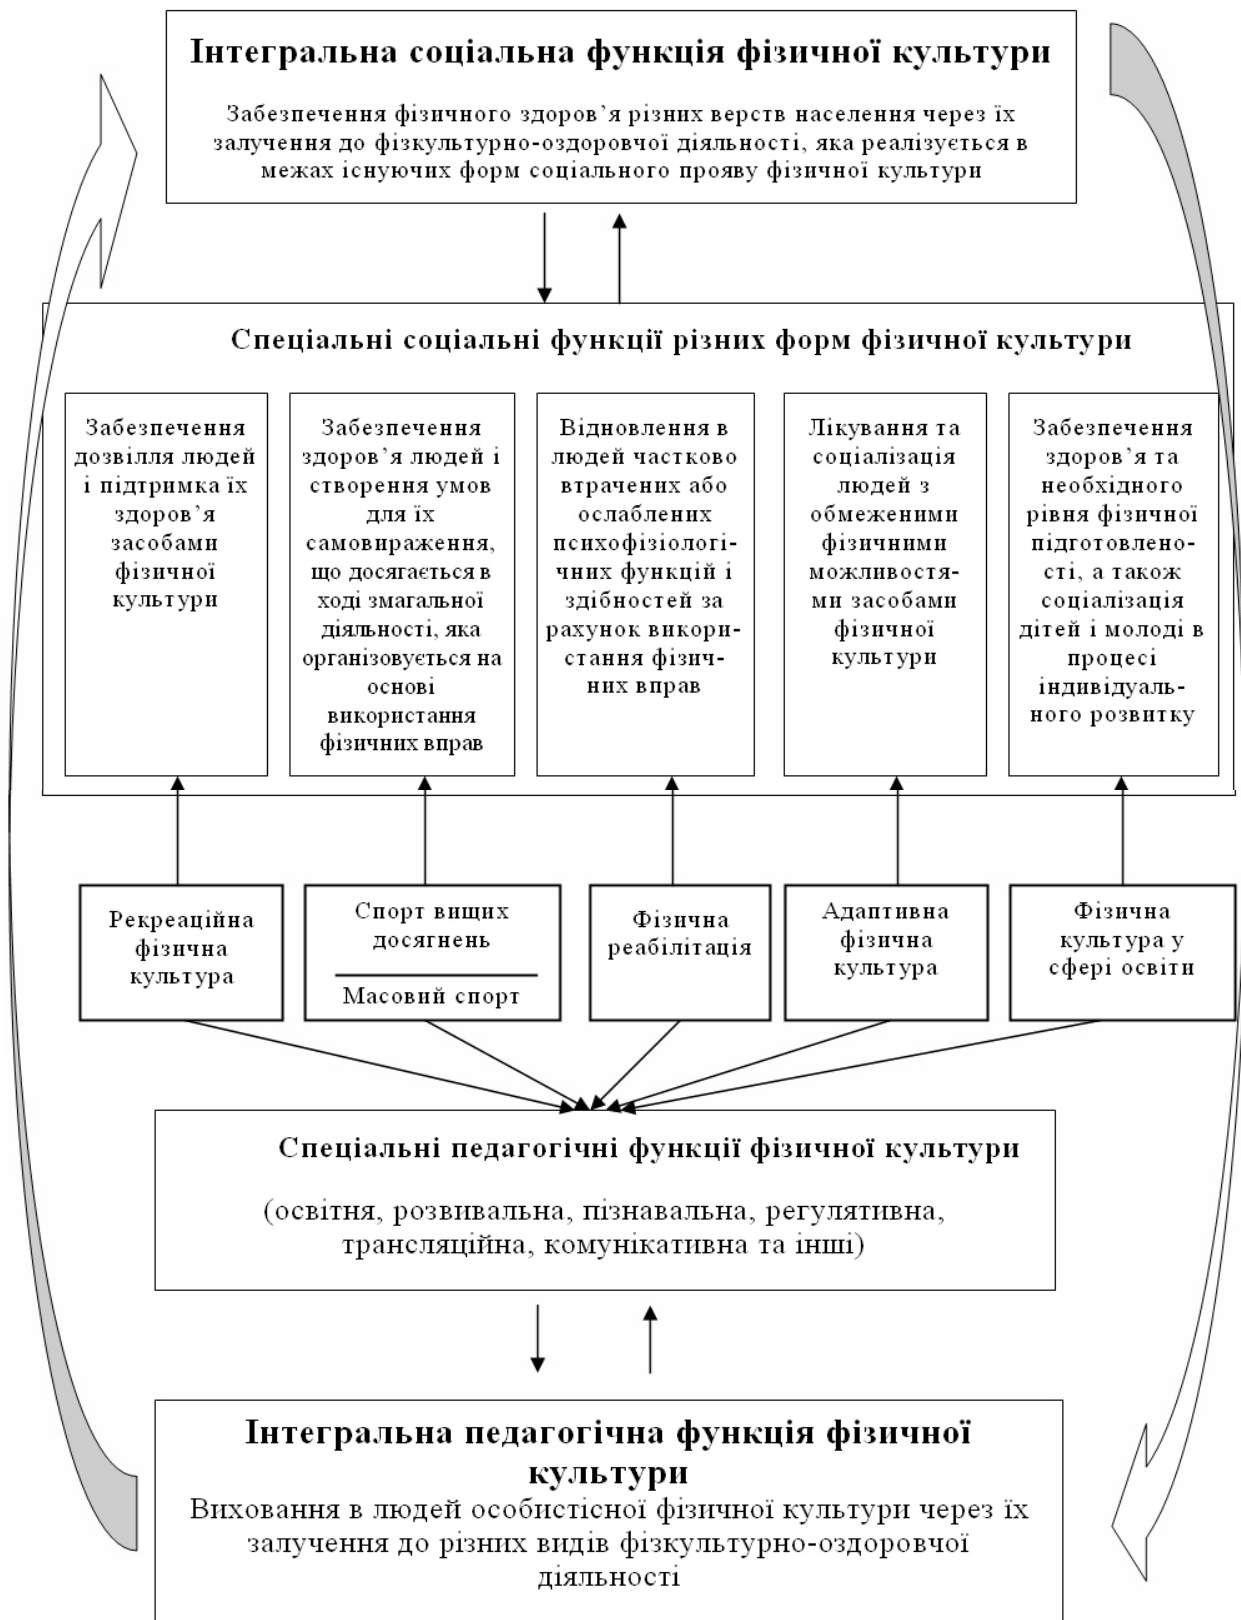 Інтегральна соціальна функція фізичної культури
Забезпечення фізичного здоров’я різних верств населення через їх
залучення до фізкультурно-оздоровчої діяльності, яка реалізується в
межах існуючих форм соціального прояву фізичної культури
Спеціальні соціальні функції різних форм фізичної культури
Забезпечення
дозвілля людей
і підтримка їх
здоров’я
засобами
фізичної
культури
Забезпечення
здоров’я людей і
створення умов
для їх
самовираження,
що досягається в
ході змагальної
діяльності, яка
організовується на
основі
використання
фізичних вправ
Відновлення в
людей частково
втрачених або
ослаблених
психофізіологі-
чних функцій і
здібностей за
рахунок викори-
стання фізич-
них вправ
Лікування та
соціалізація
людей з
обмеженими
фізичними
можливостя-
ми засобами
фізичної
культури
Забезпечення
здоров’я та
необхідного
рівня фізичної
підготовлено-
сті, а також
соціалізація
дітей і молоді в
процесі
індивідуаль-
ного розвитку
Рекреаційна
фізична
культура
Спорт вищих
досягнень
Масовий спорт
Фізична
реабілітація
Адаптивна
фізична
культура
Фізична
культура у
сфері освіти
Спеціальні педагогічні функції фізичної культури
(освітня, розвивальна, пізнавальна, регулятивна,
трансляційна, комунікативна та інші)
Інтегральна педагогічна функція фізичної
культури
Виховання в людей особистісної фізичної культури через їх
залучення до різних видів фізкультурно-оздоровчої
діяльності